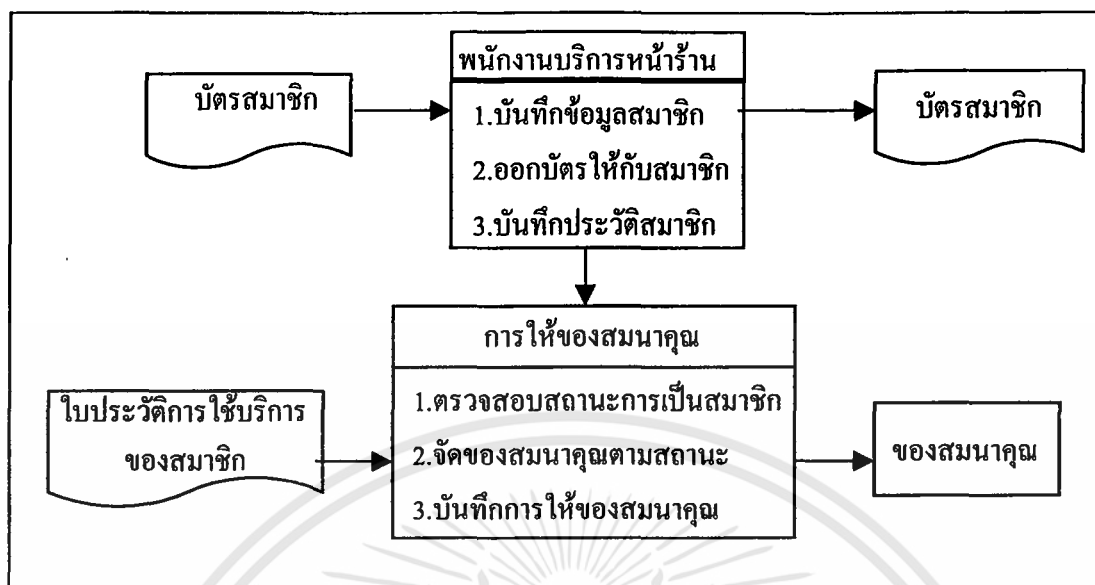 บัตรสมาชิก
พนักงานบริการหน้าร้าน
1.บันทึกข้อมูลสมาชิก
2.ออกบัตรให้กับสมาชิก
3.บันทึกประวัติสมาชิก
บัตรสมาชิก
ใบประวัติการใช้บริการ
ของสมาชิก
การให้ของสมนาคุณ
1.ตรวจสอบสถานะการเป็นสมาชิก
2.จัดของสมนาคุณตามสถานะ
3.บันทึกการให้ของสมนาคุณ
ของสมนาคุณ